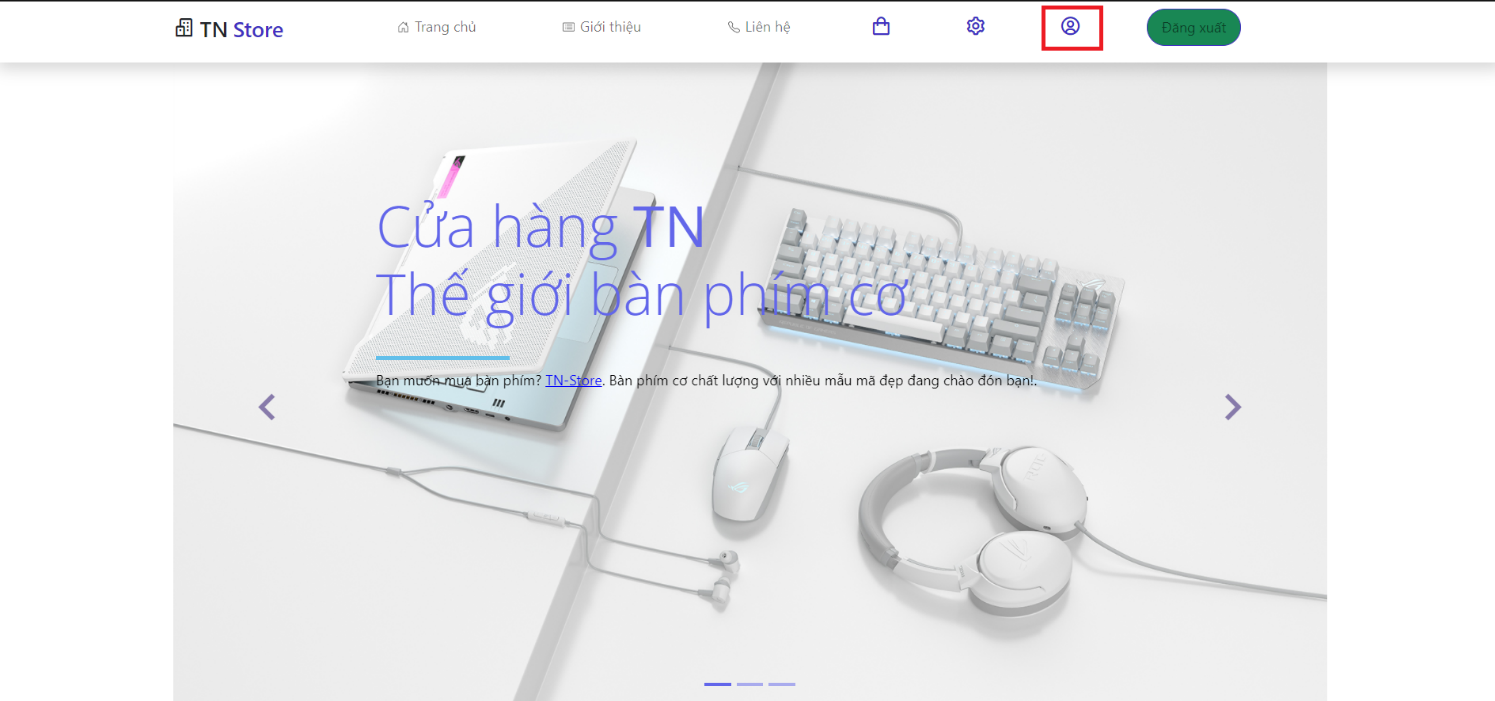 TN Store
Trang chủ
Giới thiệu
Liên hệ
Đăng xuất
Cửa hàng TN
Thế giới bàn phím cơ
Bạn muốn mua bàn phím? TN-Store. Bàn phím cơ chất lượng với nhiều mẫu mã đẹp đang chào đón bạn!.